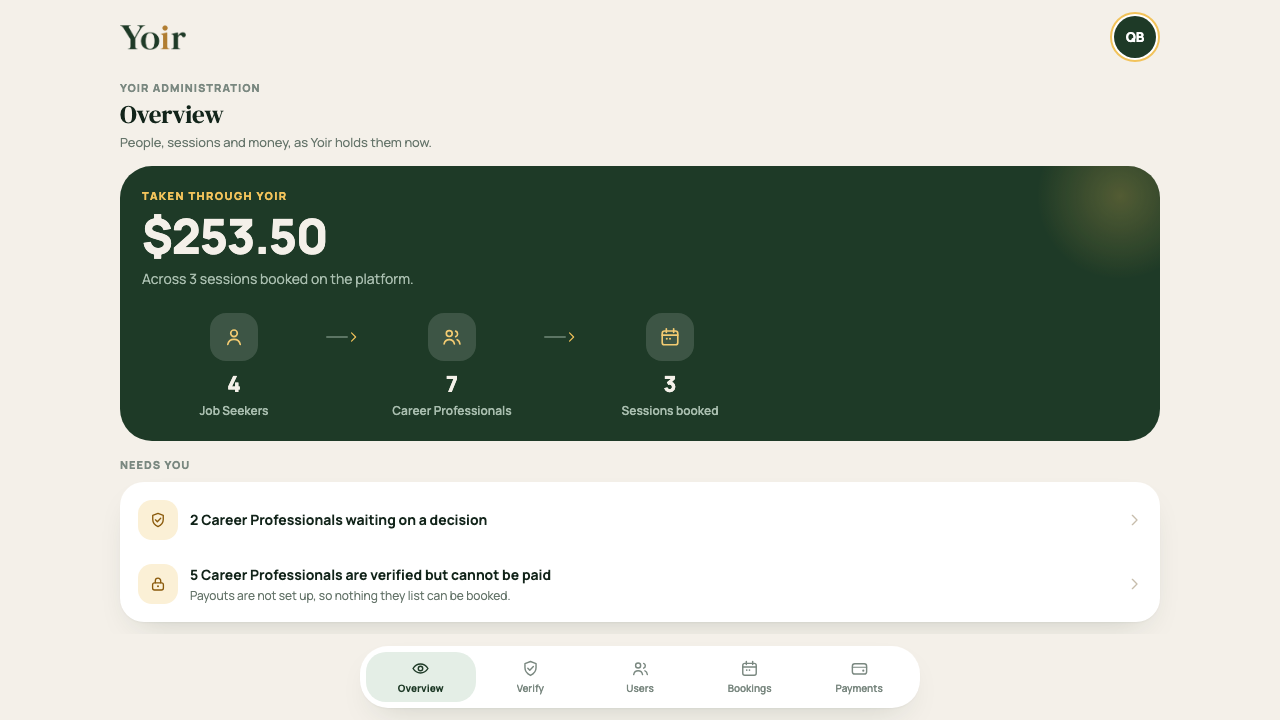 Yoir
QB
YOIR ADMINISTRATION
Overview
People, sessions and money, as Yoir holds them now.
TAKEN THROUGH YOIR
$253.50
Across 3 sessions booked on the platform.
4
Job Seekers
7
Career Professionals
3
Sessions booked
NEEDS YOU
2 Career Professionals waiting on a decision
5 Career Professionals are verified but cannot be paid
Payouts are not set up, so nothing they list can be booked.
Overview
Verify
Users
Bookings
Payments